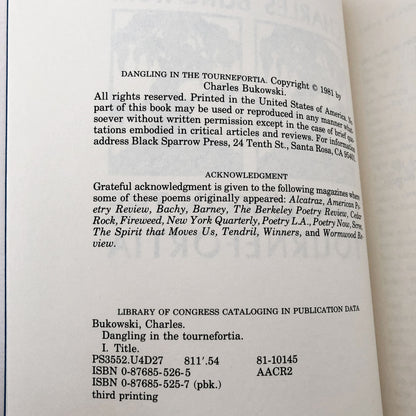 DANGLING IN THE TOURNEFORTIA. Copyright © 1981 by
Charles Bukowski.
All rights reserved. Printed in the United States of America. No
part of this book may be used or reproduced in any manner what-
soever without written permission except in the case of brief quo-
tations embodied in critical articles and reviews. For information
address Black Sparrow Press, 24 Tenth St., Santa Rosa, CA 95401.
ACKNOWLEDGMENT
Grateful acknowledgment is given to the following magazines where
some of these poems originally appeared: Alcatraz, American Po-
etry Review, Bachy, Barney, The Berkeley Poetry Review, Cedar
Rock, Fireweed, New York Quarterly, Poetry L.A., Poetry Now, Scree,
The Spirit that Moves Us, Tendril, Winners, and Wormwood Re-
view.
LIBRARY OF CONGRESS CATALOGING IN PUBLICATION DATA
Bukowski, Charles.
Dangling in the tournefortia.
I. Title.
PS3552.U4D27 811'.54 81-10145
ISBN 0-87685-526-5 AACR2
ISBN 0-87685-525-7 (pbk.)
third printing